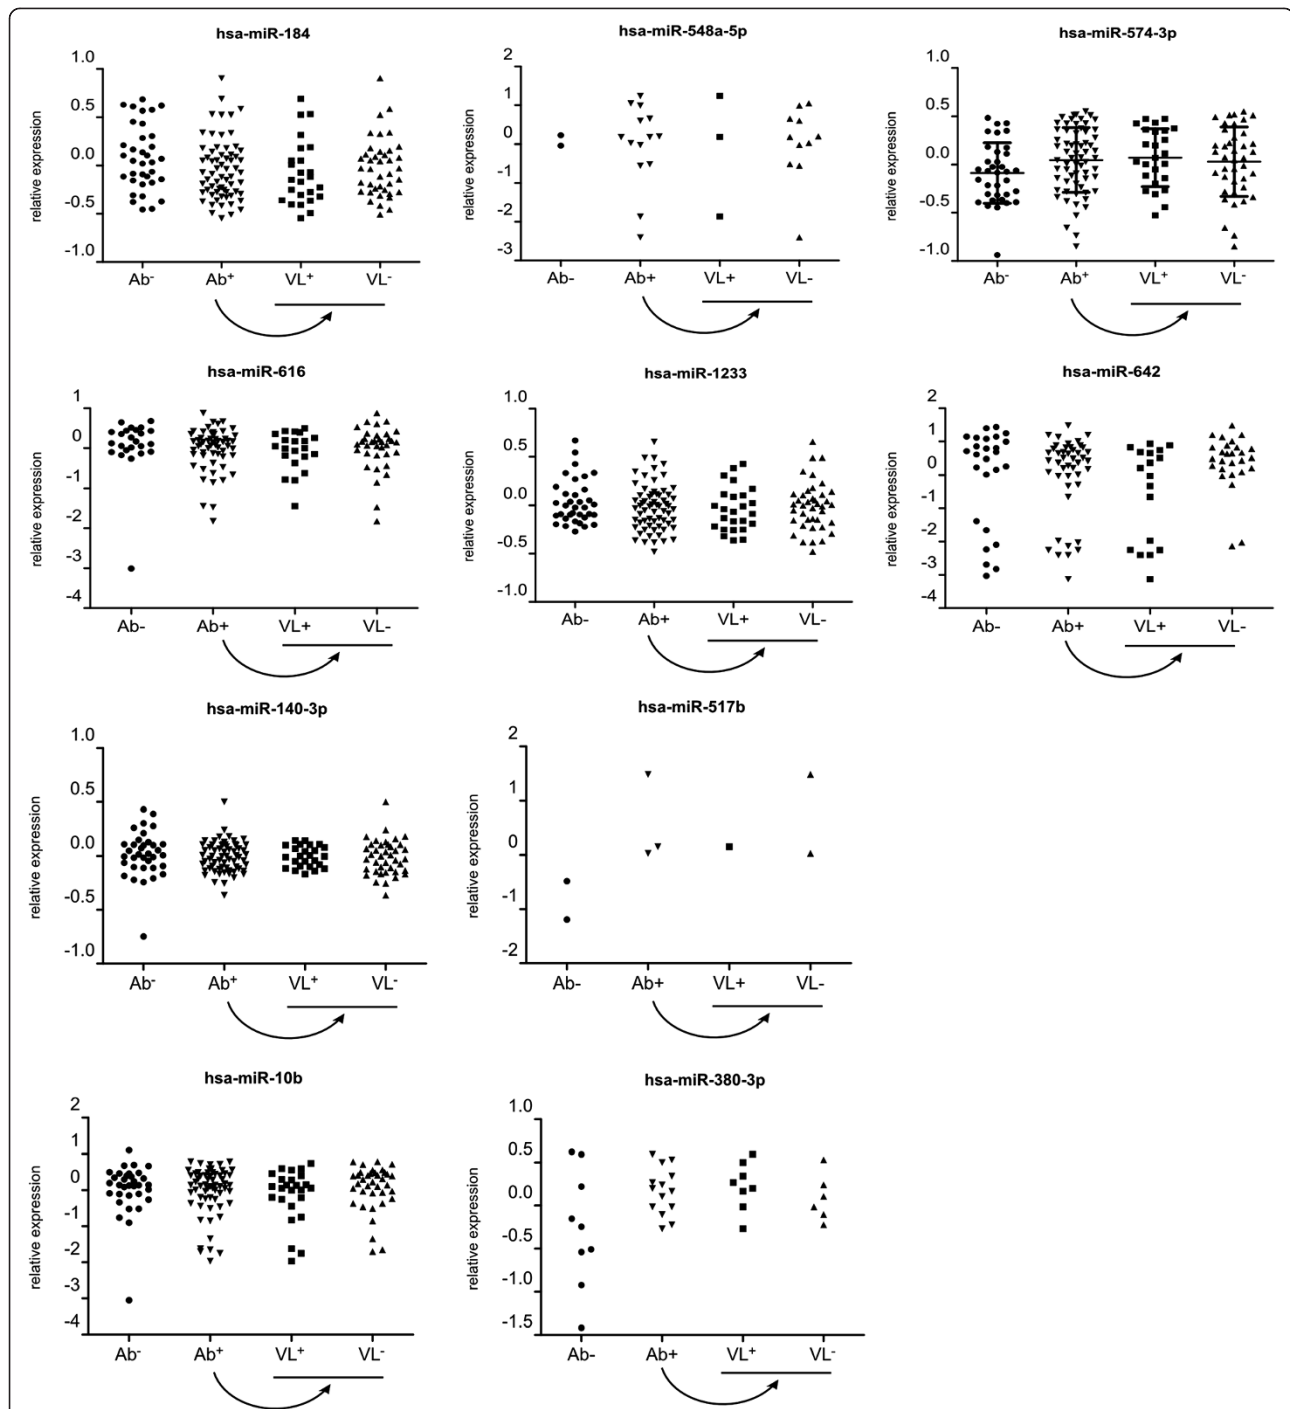 hsa-miR-184
1.0
0.5
0.0
-0.5
-1.0
relative expression
Ab-
Ab+
VL+
VL-
hsa-miR-548a-5p
2
1
0
-1
-2
-3
relative expression
Ab-
Ab+
VL+
VL-
hsa-miR-574-3p
1.0
0.5
0.0
-0.5
-1.0
relative expression
Ab-
Ab+
VL+
VL-
hsa-miR-616
1
0
-1
-2
-3
-4
relative expression
Ab-
Ab+
VL+
VL-
hsa-miR-1233
1.0
0.5
0.0
-0.5
-1.0
relative expression
Ab-
Ab+
VL+
VL-
hsa-miR-642
2
1
0
-1
-2
-3
-4
relative expression
Ab-
Ab+
VL+
VL-
hsa-miR-140-3p
1.0
0.5
0.0
-0.5
-1.0
relative expression
Ab-
Ab+
VL+
VL-
hsa-miR-517b
2
1
0
-1
-2
relative expression
Ab-
Ab+
VL+
VL-
hsa-miR-10b
2
1
0
-1
-2
-3
-4
relative expression
Ab-
Ab+
VL+
VL-
hsa-miR-380-3p
1.0
0.5
0.0
-0.5
-1.0
-1.5
relative expression
Ab-
Ab+
VL+
VL-